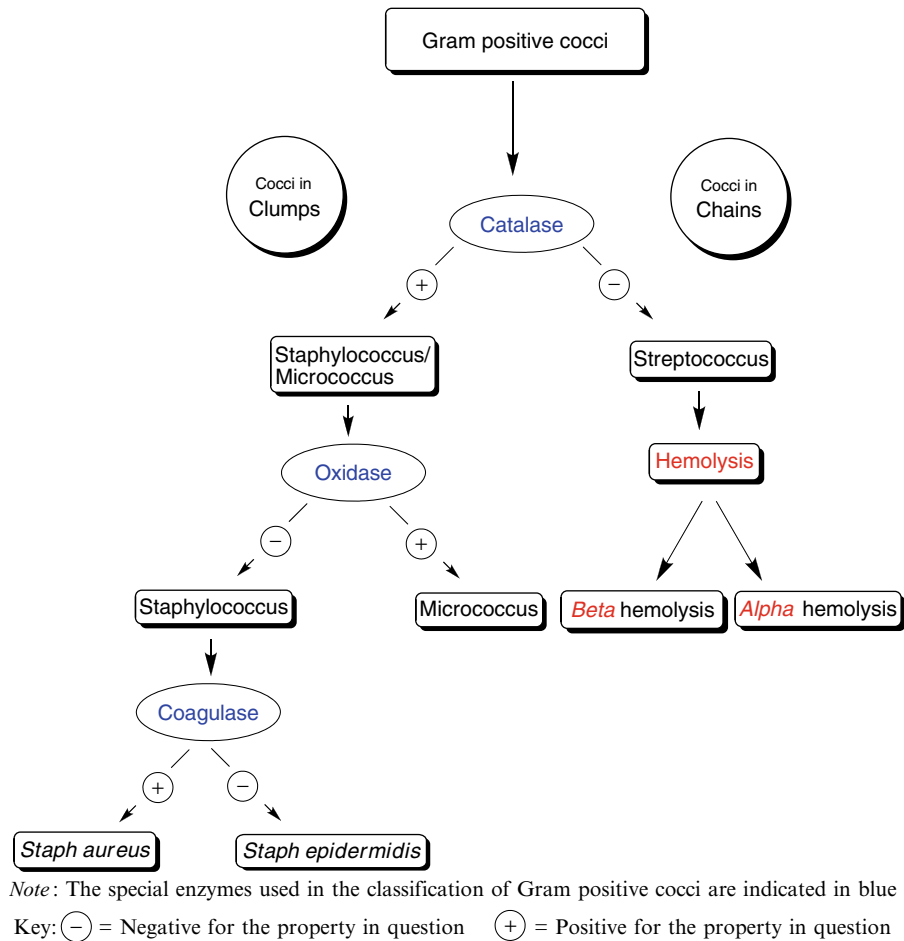 Gram positive cocci
Cocci in
Clumps
Cocci in
Chains
Catalase
+
−
Staphylococcus/
Micrococcus
Streptococcus
Oxidase
Hemolysis
−
+
Staphylococcus
Micrococcus
Beta hemolysis
Alpha hemolysis
Coagulase
+
−
Staph aureus
Staph epidermidis
Note: The special enzymes used in the classification of Gram positive cocci are indicated in blue
Key: − = Negative for the property in question + = Positive for the property in question